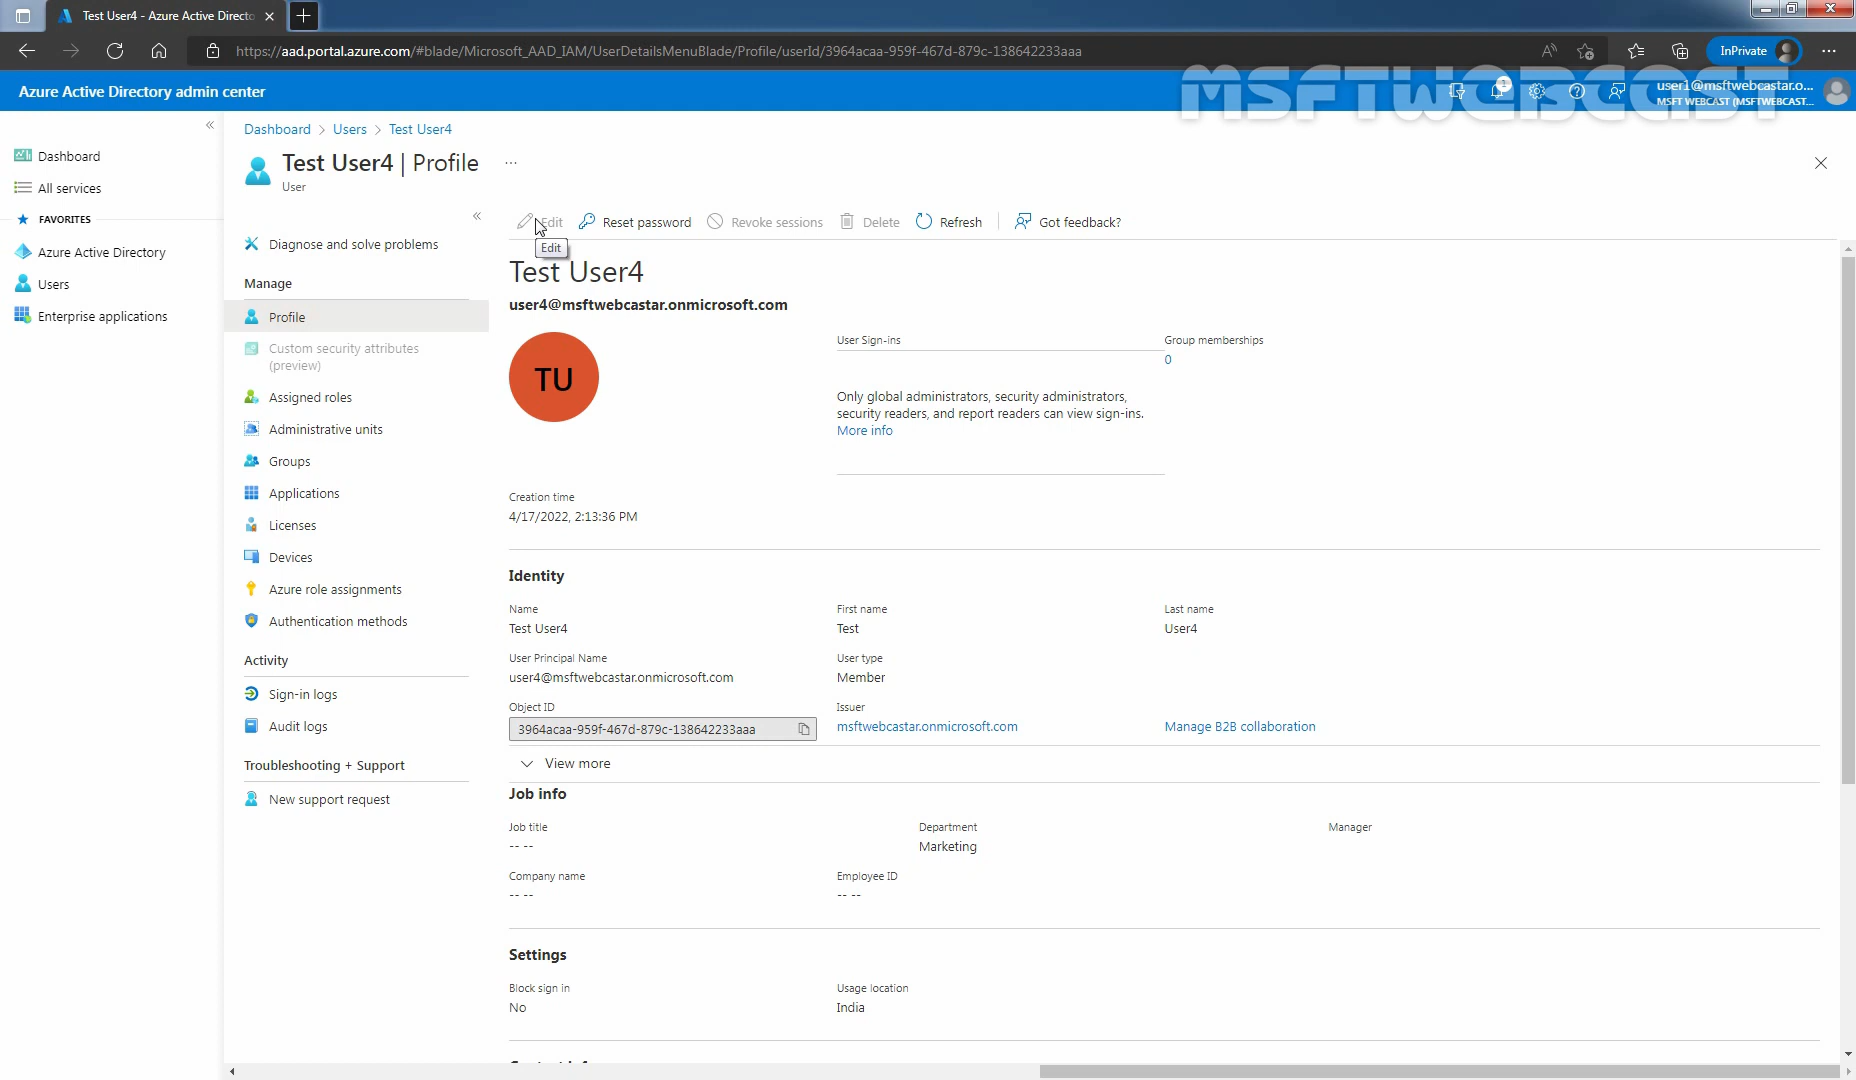 Test User4 - Azure Active Directo
https://aad.portal.azure.com/#blade/Microsoft_AAD_IAM/UserDetailsMenuBlade/Profile/userId/3964acaa-959f-467d-879c-138642233aaa
InPrivate
Azure Active Directory admin center
MSFTWEBCAST
1
user1@msftwebcastar.o...
MSFT WEBCAST (MSFTWEBCAST...
Dashboard
All services
FAVORITES
Azure Active Directory
Users
Enterprise applications
Dashboard > Users > Test User4
Test User4 | Profile ...
User
Diagnose and solve problems
Manage
Profile
Custom security attributes
(preview)
Assigned roles
Administrative units
Groups
Applications
Licenses
Devices
Azure role assignments
Authentication methods
Activity
Sign-in logs
Audit logs
Troubleshooting + Support
New support request
Edit Reset password Revoke sessions Delete Refresh Got feedback?
Edit
Test User4
user4@msftwebcastar.onmicrosoft.com
TU
User Sign-ins
Group memberships
0
Only global administrators, security administrators,
security readers, and report readers can view sign-ins.
More info
Creation time
4/17/2022, 2:13:36 PM
Identity
Name First name Last name
Test User4 Test User4
User Principal Name User type
user4@msftwebcastar.onmicrosoft.com Member
Object ID Issuer
3964acaa-959f-467d-879c-138642233aaa msftwebcastar.onmicrosoft.com Manage B2B collaboration
View more
Job info
Job title Department Manager
-- -- Marketing
Company name Employee ID
-- -- -- --
Settings
Block sign in Usage location
No India